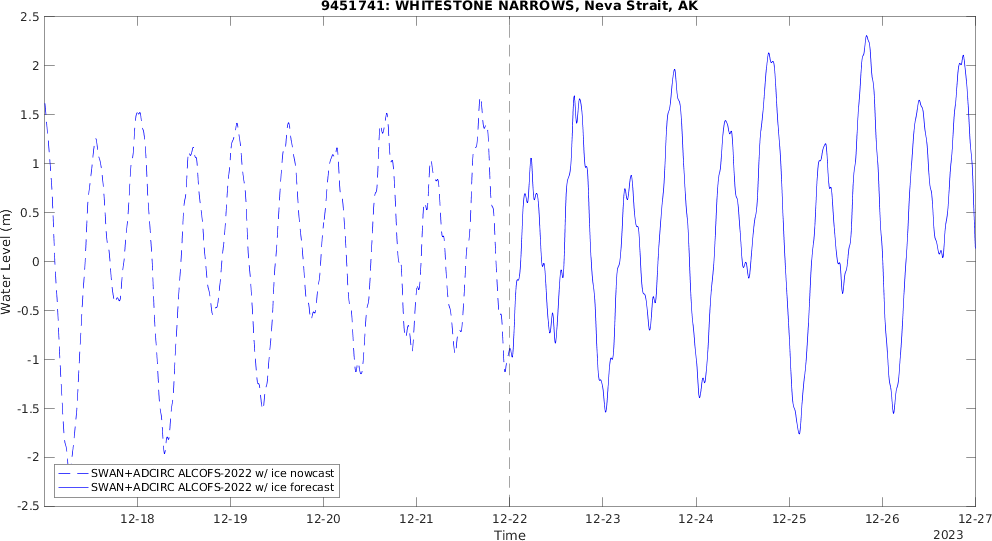 9451741: WHITESTONE NARROWS, Neva Strait, AK
2.5
2
1.5
1
0.5
0
-0.5
-1
-1.5
-2
-2.5
Water Level (m)
SWAN+ADCIRC ALCOFS-2022 w/ ice nowcast
SWAN+ADCIRC ALCOFS-2022 w/ ice forecast
12-18 12-19 12-20 12-21 12-22 12-23 12-24 12-25 12-26 12-27
Time
2023